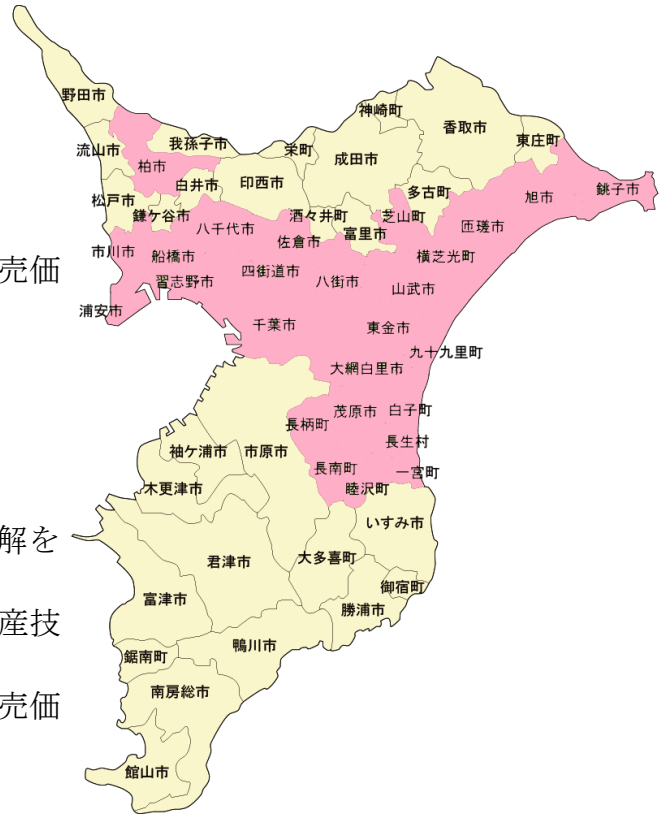 野田市
神崎町
香取市
流山市
我孫子市
栄町
成田市
東庄町
柏市
松戸市
白井市
印西市
多古町
旭市
銚子市
鎌ケ谷市
八千代市
酒々井町
芝山町
匝瑳市
市川市
船橋市
佐倉市
富里市
横芝光町
売価
習志野市
四街道市
八街市
山武市
浦安市
千葉市
東金市
九十九里町
大網白里市
茂原市
白子町
長柄町
長生村
袖ケ浦市
市原市
長南町
一宮町
木更津市
睦沢町
いすみ市
解を
君津市
大多喜町
御宿町
富津市
勝浦市
産技
鴨川市
鋸南町
南房総市
売価
館山市